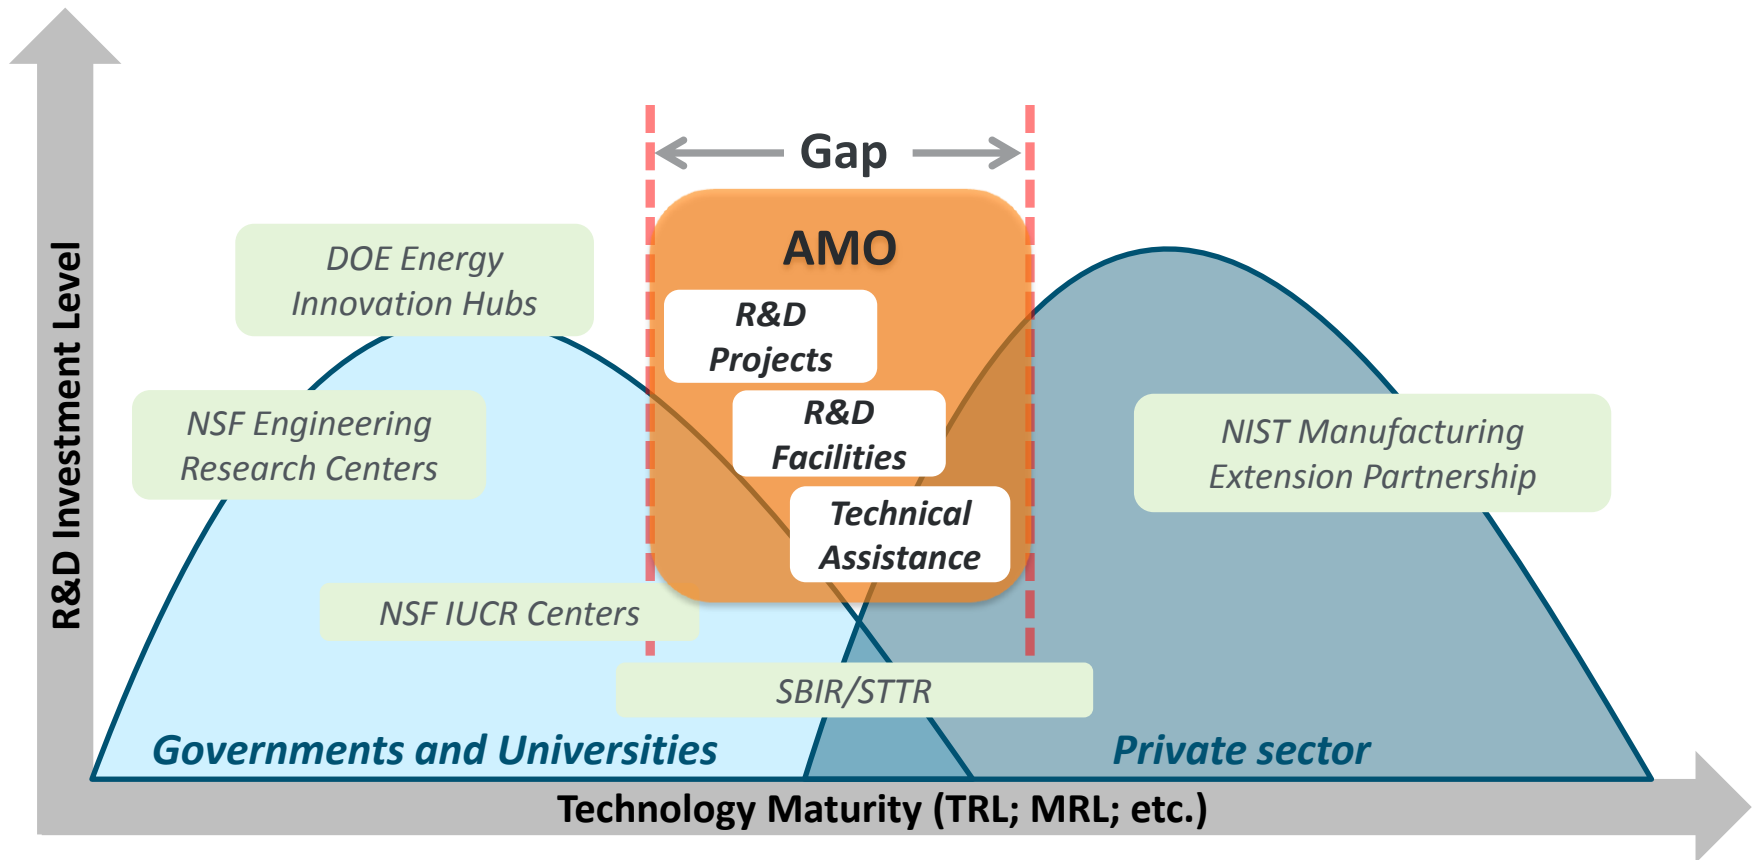 Gap
AMO
DOE Energy
Innovation Hubs
R&D
Projects
NSF Engineering
Research Centers
R&D
Facilities
NIST Manufacturing
Extension Partnership
Technical
Assistance
NSF IUCR Centers
SBIR/STTR
Governments and Universities
Private sector
R&D Investment Level
Technology Maturity (TRL; MRL; etc.)